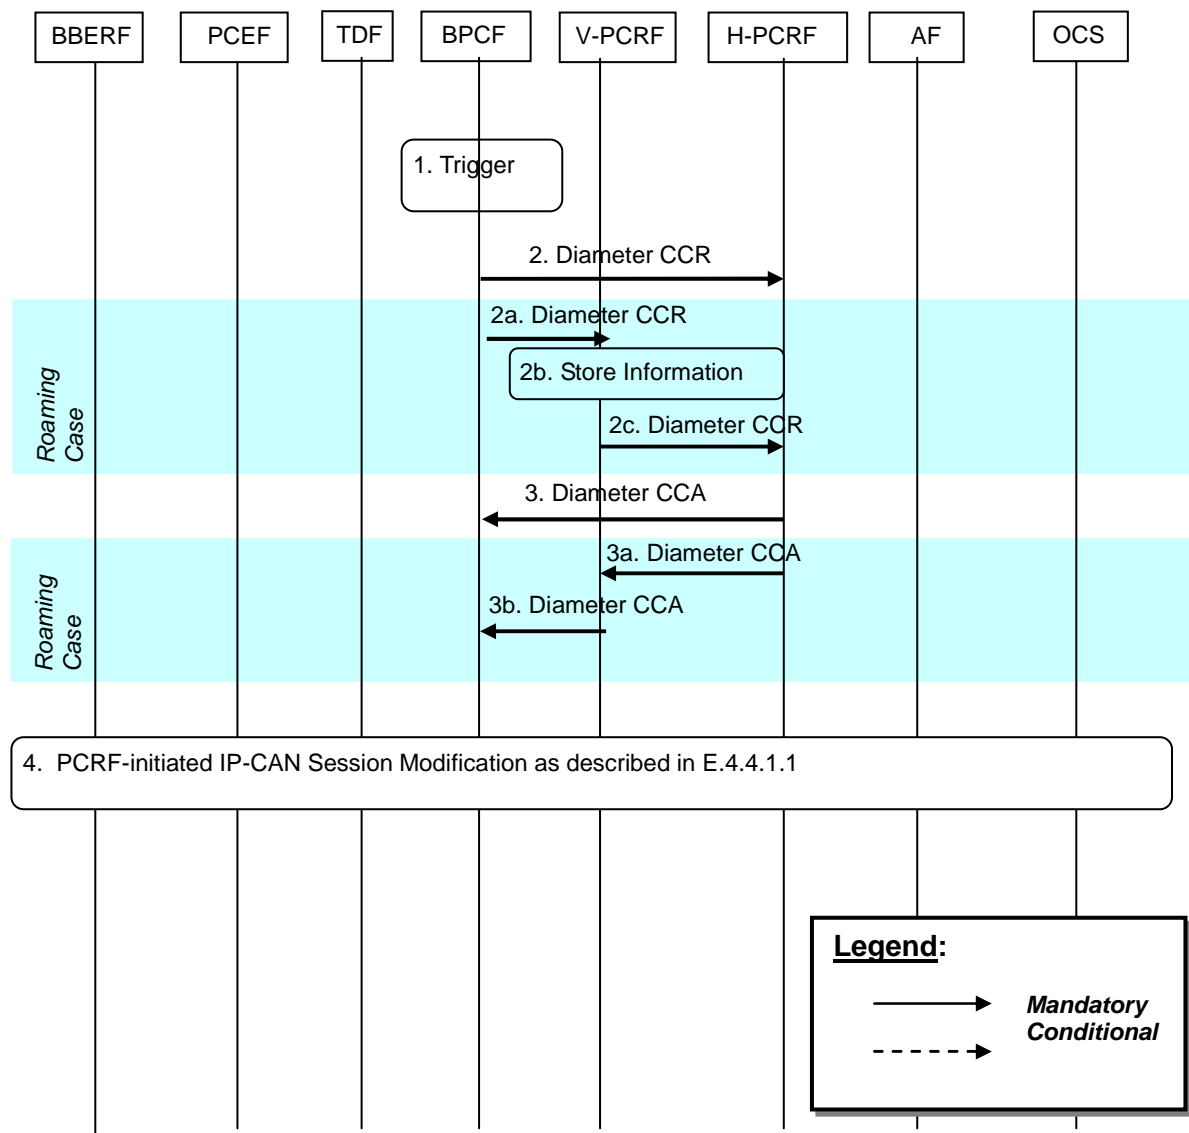 BBERF
PCEF
TDF
BPCF
V-PCRF
H-PCRF
AF
OCS
1. Trigger
2. Diameter CCR
2a. Diameter CCR
2b. Store Information
2c. Diameter CCR
Roaming
Case
3. Diameter CCA
3a. Diameter CCA
3b. Diameter CCA
Roaming
Case
4. PCRF-initiated IP-CAN Session Modification as described in E.4.4.1.1
Legend:
Mandatory
Conditional